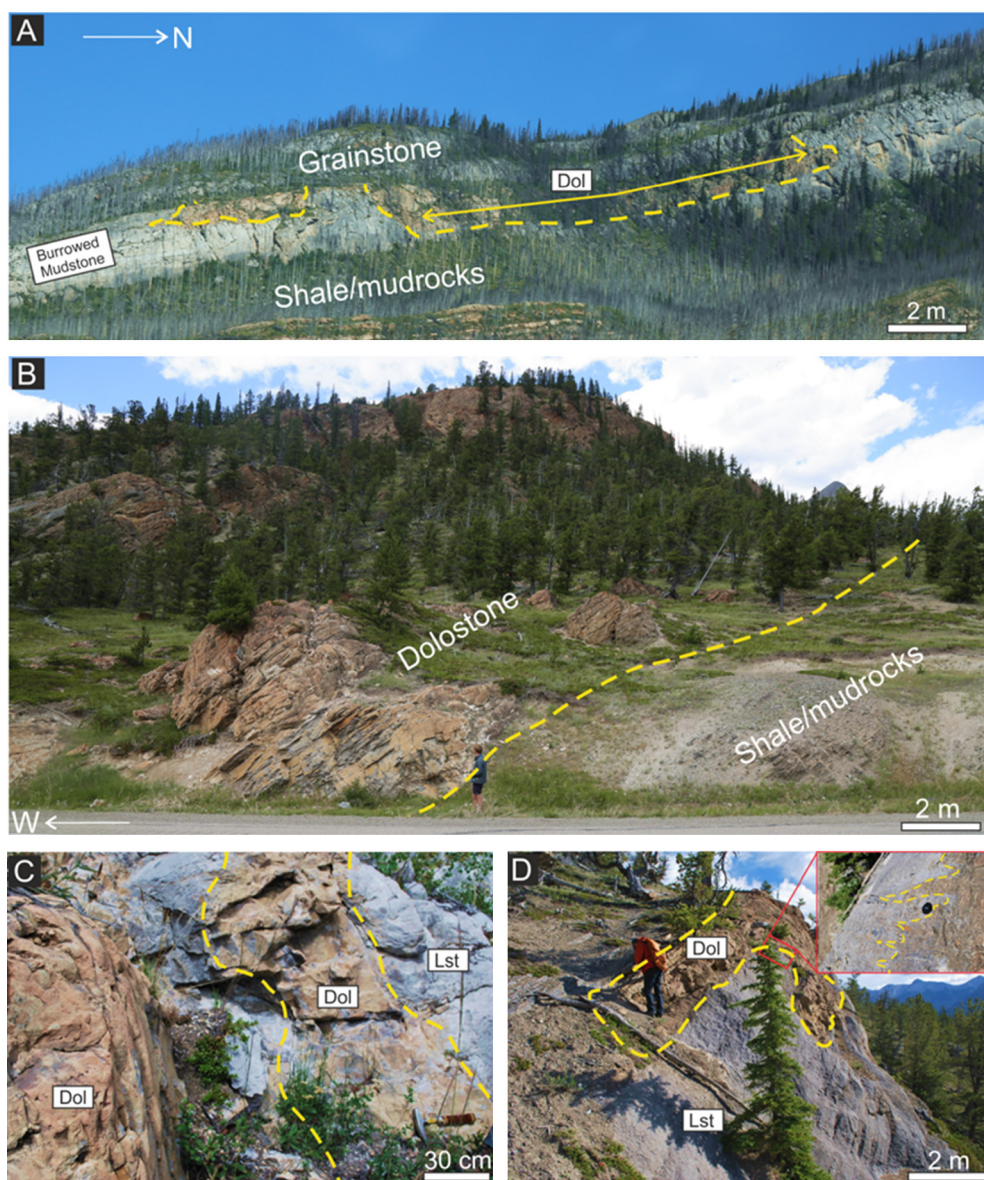 A
N
Grainstone
Dol
Burrowed
Mudstone
Shale/mudrocks
2 m
B
Dolostone
Shale/mudrocks
W
2 m
C
Lst
Dol
Dol
30 cm
D
Dol
Lst
2 m